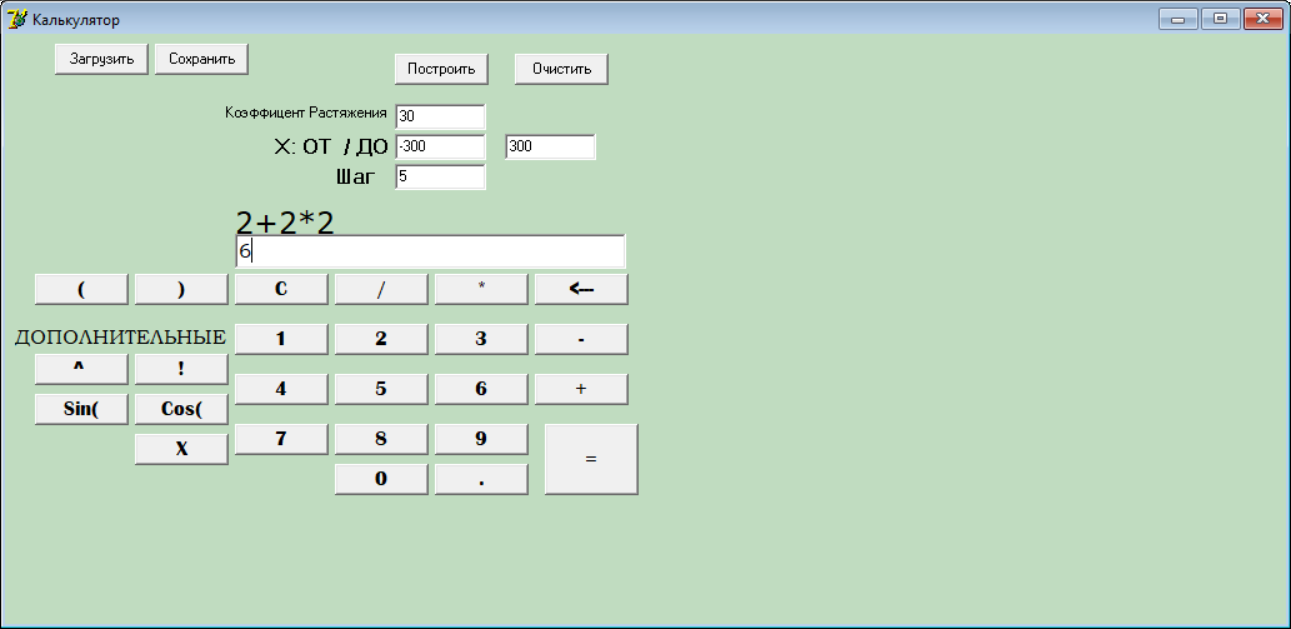 Калькулятор
Загрузить Сохранить
Построить Очистить
Коэффицент Растяжения 30
X: ОТ / ДО -300 300
Шаг 5
2+2*2
6
( ) C / * <---
ДОПОЛНИТЕЛЬНЫЕ 1 2 3 -
^ !
4 5 6 +
Sin( Cos(
X 7 8 9 =
0 .